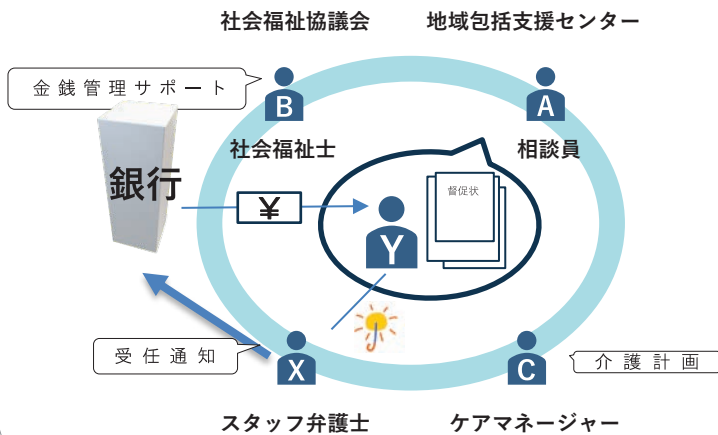 社会福祉協議会
地域包括支援センター
金銭管理サポート
B
A
社会福祉士
相談員
銀行
¥
督促状
Y
受任通知
X
C
介護計画
スタッフ弁護士
ケアマネージャー